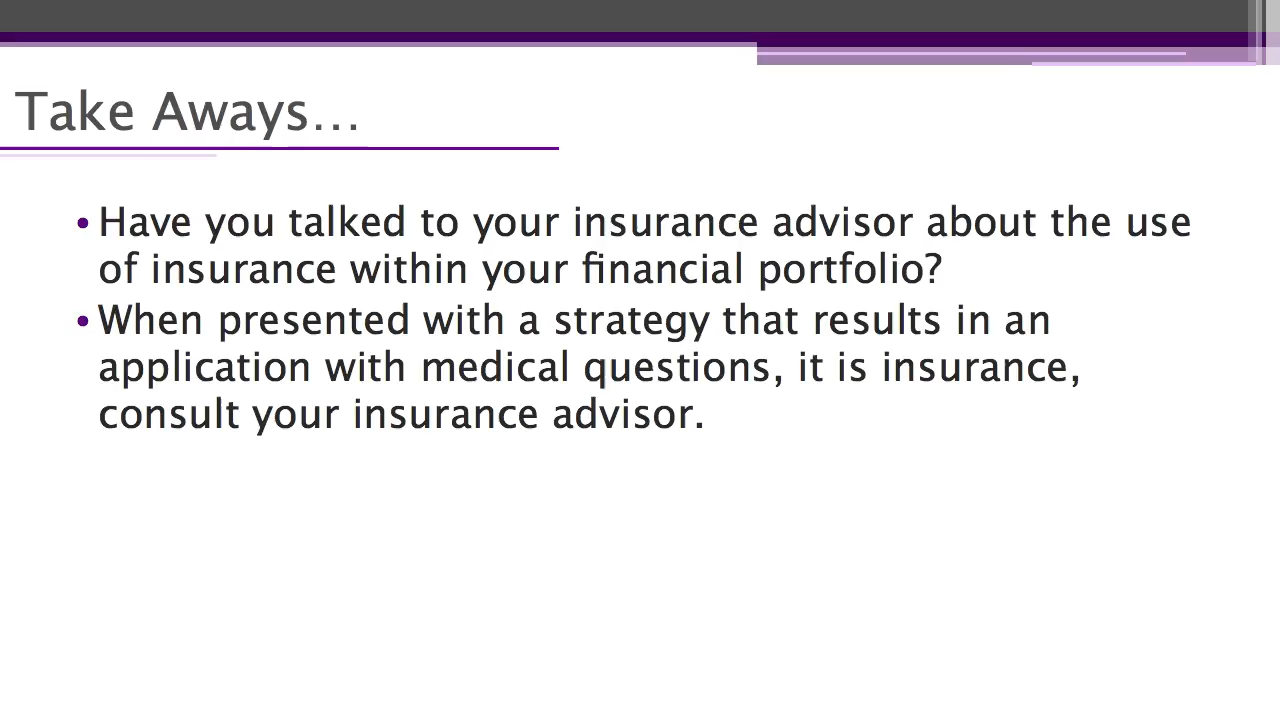 Take Aways...
• Have you talked to your insurance advisor about the use
of insurance within your financial portfolio?
• When presented with a strategy that results in an
application with medical questions, it is insurance,
consult your insurance advisor.